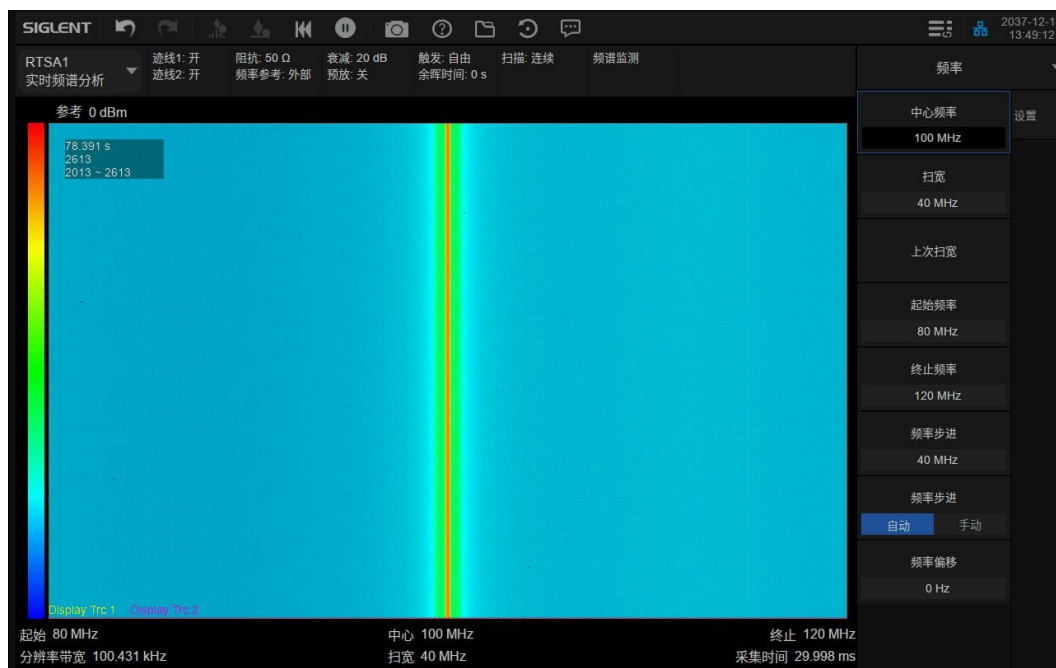 SIGLENT
2037-12-1
13:49:12
RTSA1
实时频谱分析
迹线1: 开
迹线2: 开
阻抗: 50 Ω
频率参考: 外部
衰减: 20 dB
预放: 关
触发: 自由
余晖时间: 0 s
扫描: 连续
频谱监测
频率
参考 0 dBm
78.391 s
2613
2013 ~ 2613
中心频率
100 MHz
设置
扫宽
40 MHz
上次扫宽
起始频率
80 MHz
终止频率
120 MHz
频率步进
40 MHz
频率步进
自动 手动
频率偏移
0 Hz
Display Trc 1 Display Trc 2
起始 80 MHz 中心 100 MHz 终止 120 MHz
分辨率带宽 100.431 kHz 扫宽 40 MHz 采集时间 29.998 ms